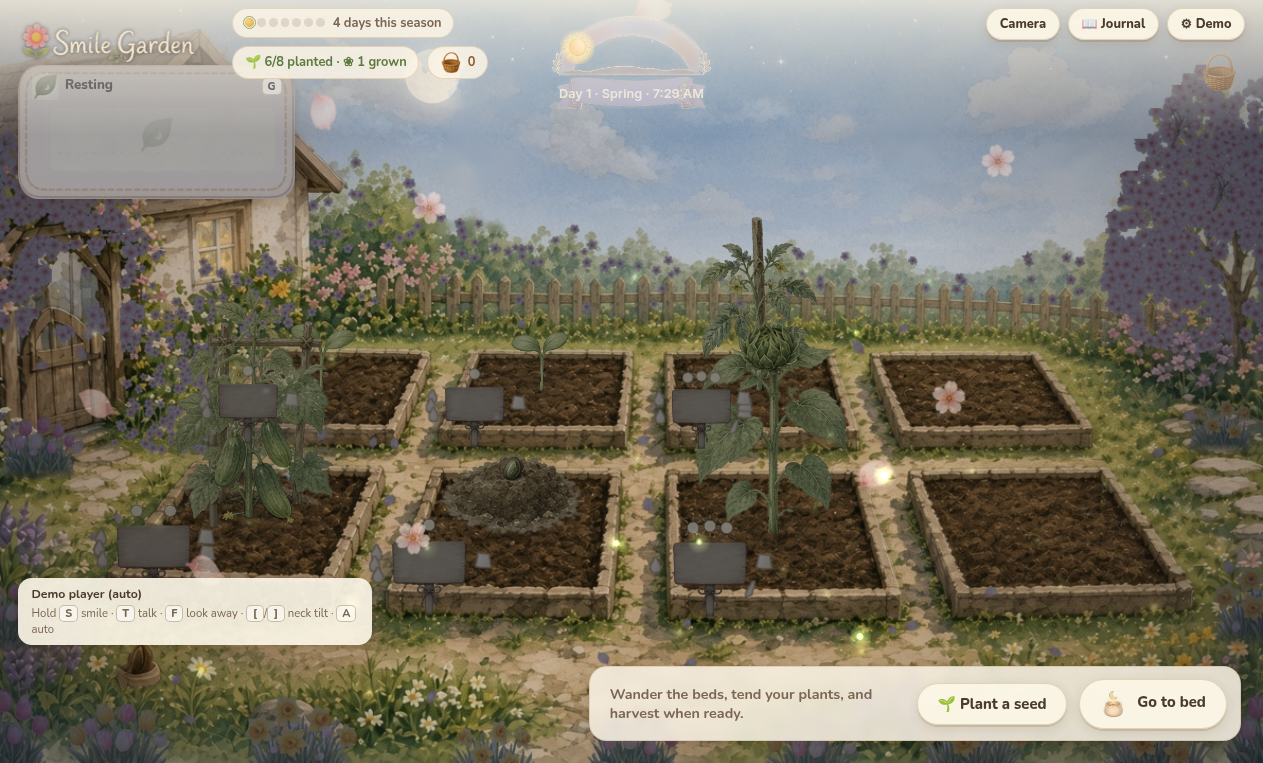 Smile Garden
4 days this season
6/8 planted · 1 grown
0
Day 1 · Spring · 7:29 AM
Camera
Journal
Demo
Resting
G
Demo player (auto)
Hold S smile · T talk · F look away · [ / ] neck tilt · A
auto
Wander the beds, tend your plants, and
harvest when ready.
Plant a seed
Go to bed